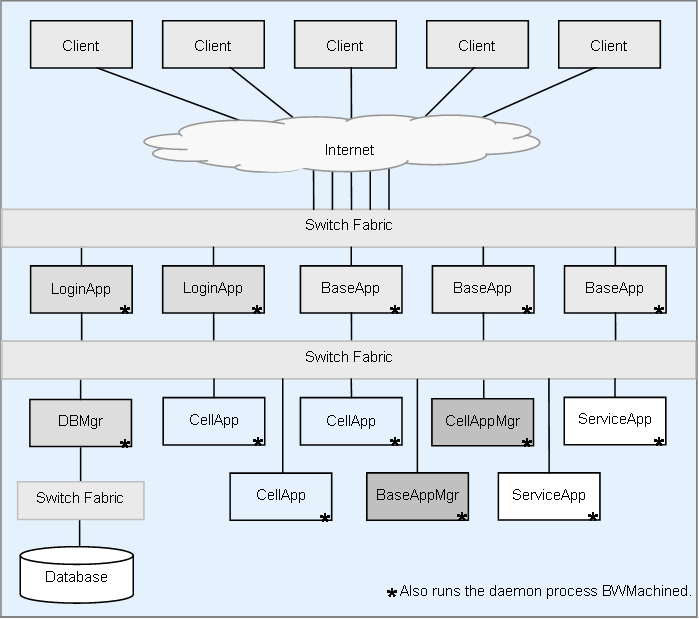 Client
Client
Client
Client
Client
Internet
Switch Fabric
LoginApp
*
LoginApp
*
BaseApp
*
BaseApp
*
BaseApp
*
Switch Fabric
DBMgr
*
CellApp
*
CellApp
*
CellAppMgr
*
ServiceApp
*
CellApp
*
BaseAppMgr
*
ServiceApp
*
Switch Fabric
Database
* Also runs the daemon process BWMachined.